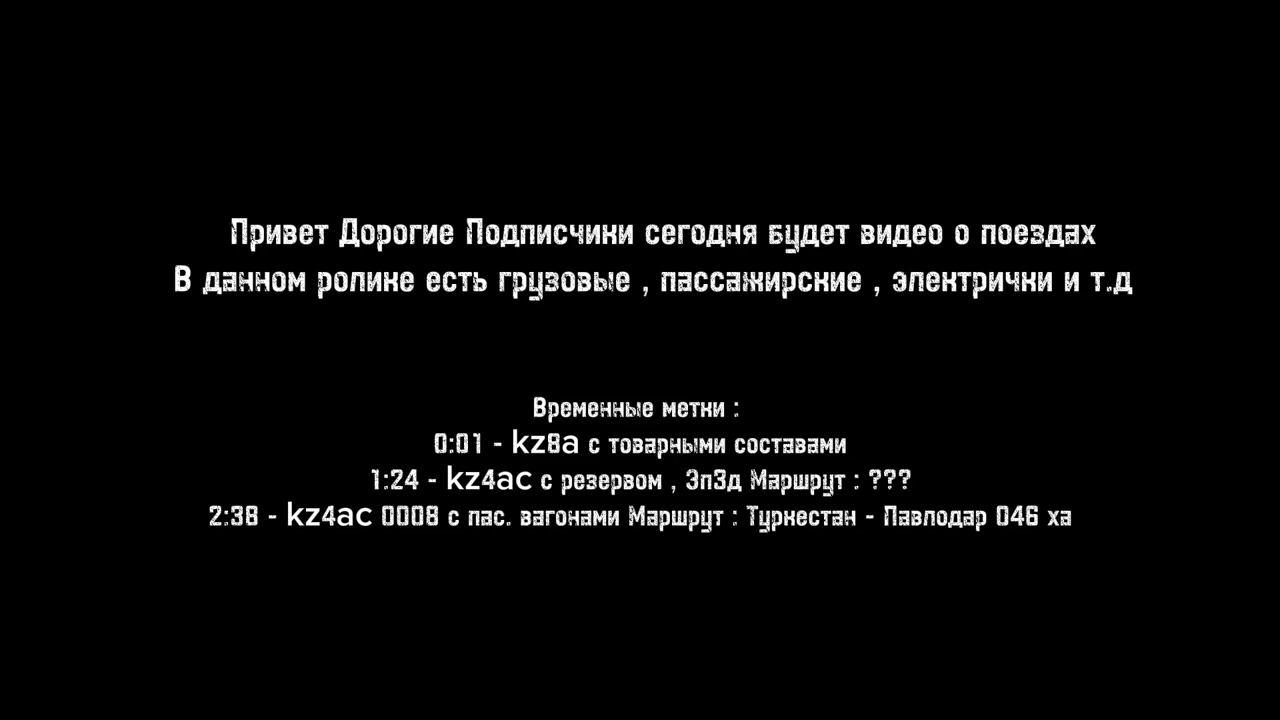 Привет Дорогие Подписчики сегодня будет видео о поездах
В данном ролике есть грузовые , пассажирские , электрички и т.д
Временные метки :
0:01 - kz8a с товарными составами
1:24 - kz4ac с резервом , Эп3д Маршрут : ???
2:38 - kz4ac 0008 с пас. вагонами Маршрут : Туркестан - Павлодар 046 ха